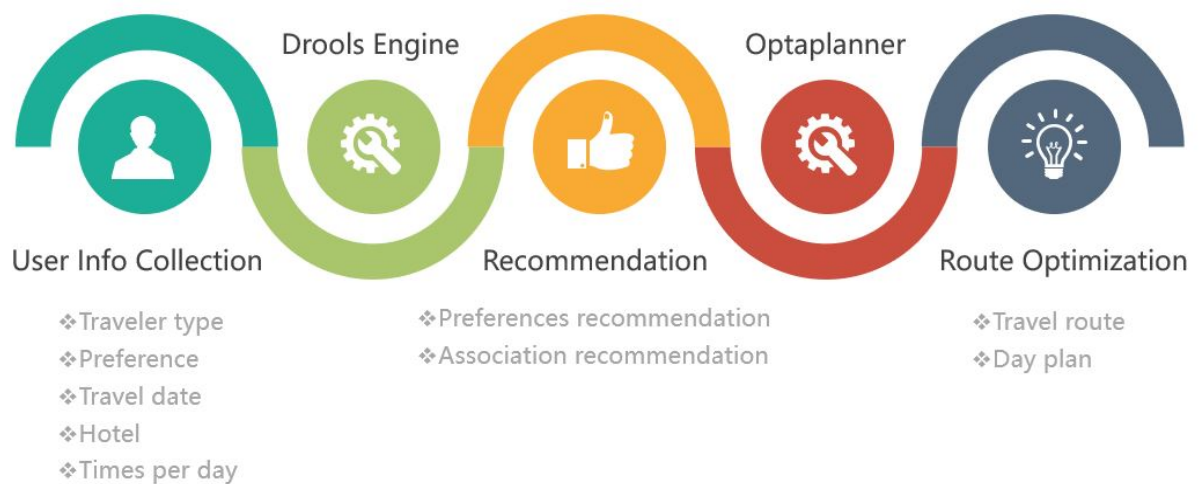 Drools Engine
Optaplanner
User Info Collection
Recommendation
Route Optimization
❖Traveler type
❖Preference
❖Travel date
❖Hotel
❖Times per day
❖Preferences recommendation
❖Association recommendation
❖Travel route
❖Day plan